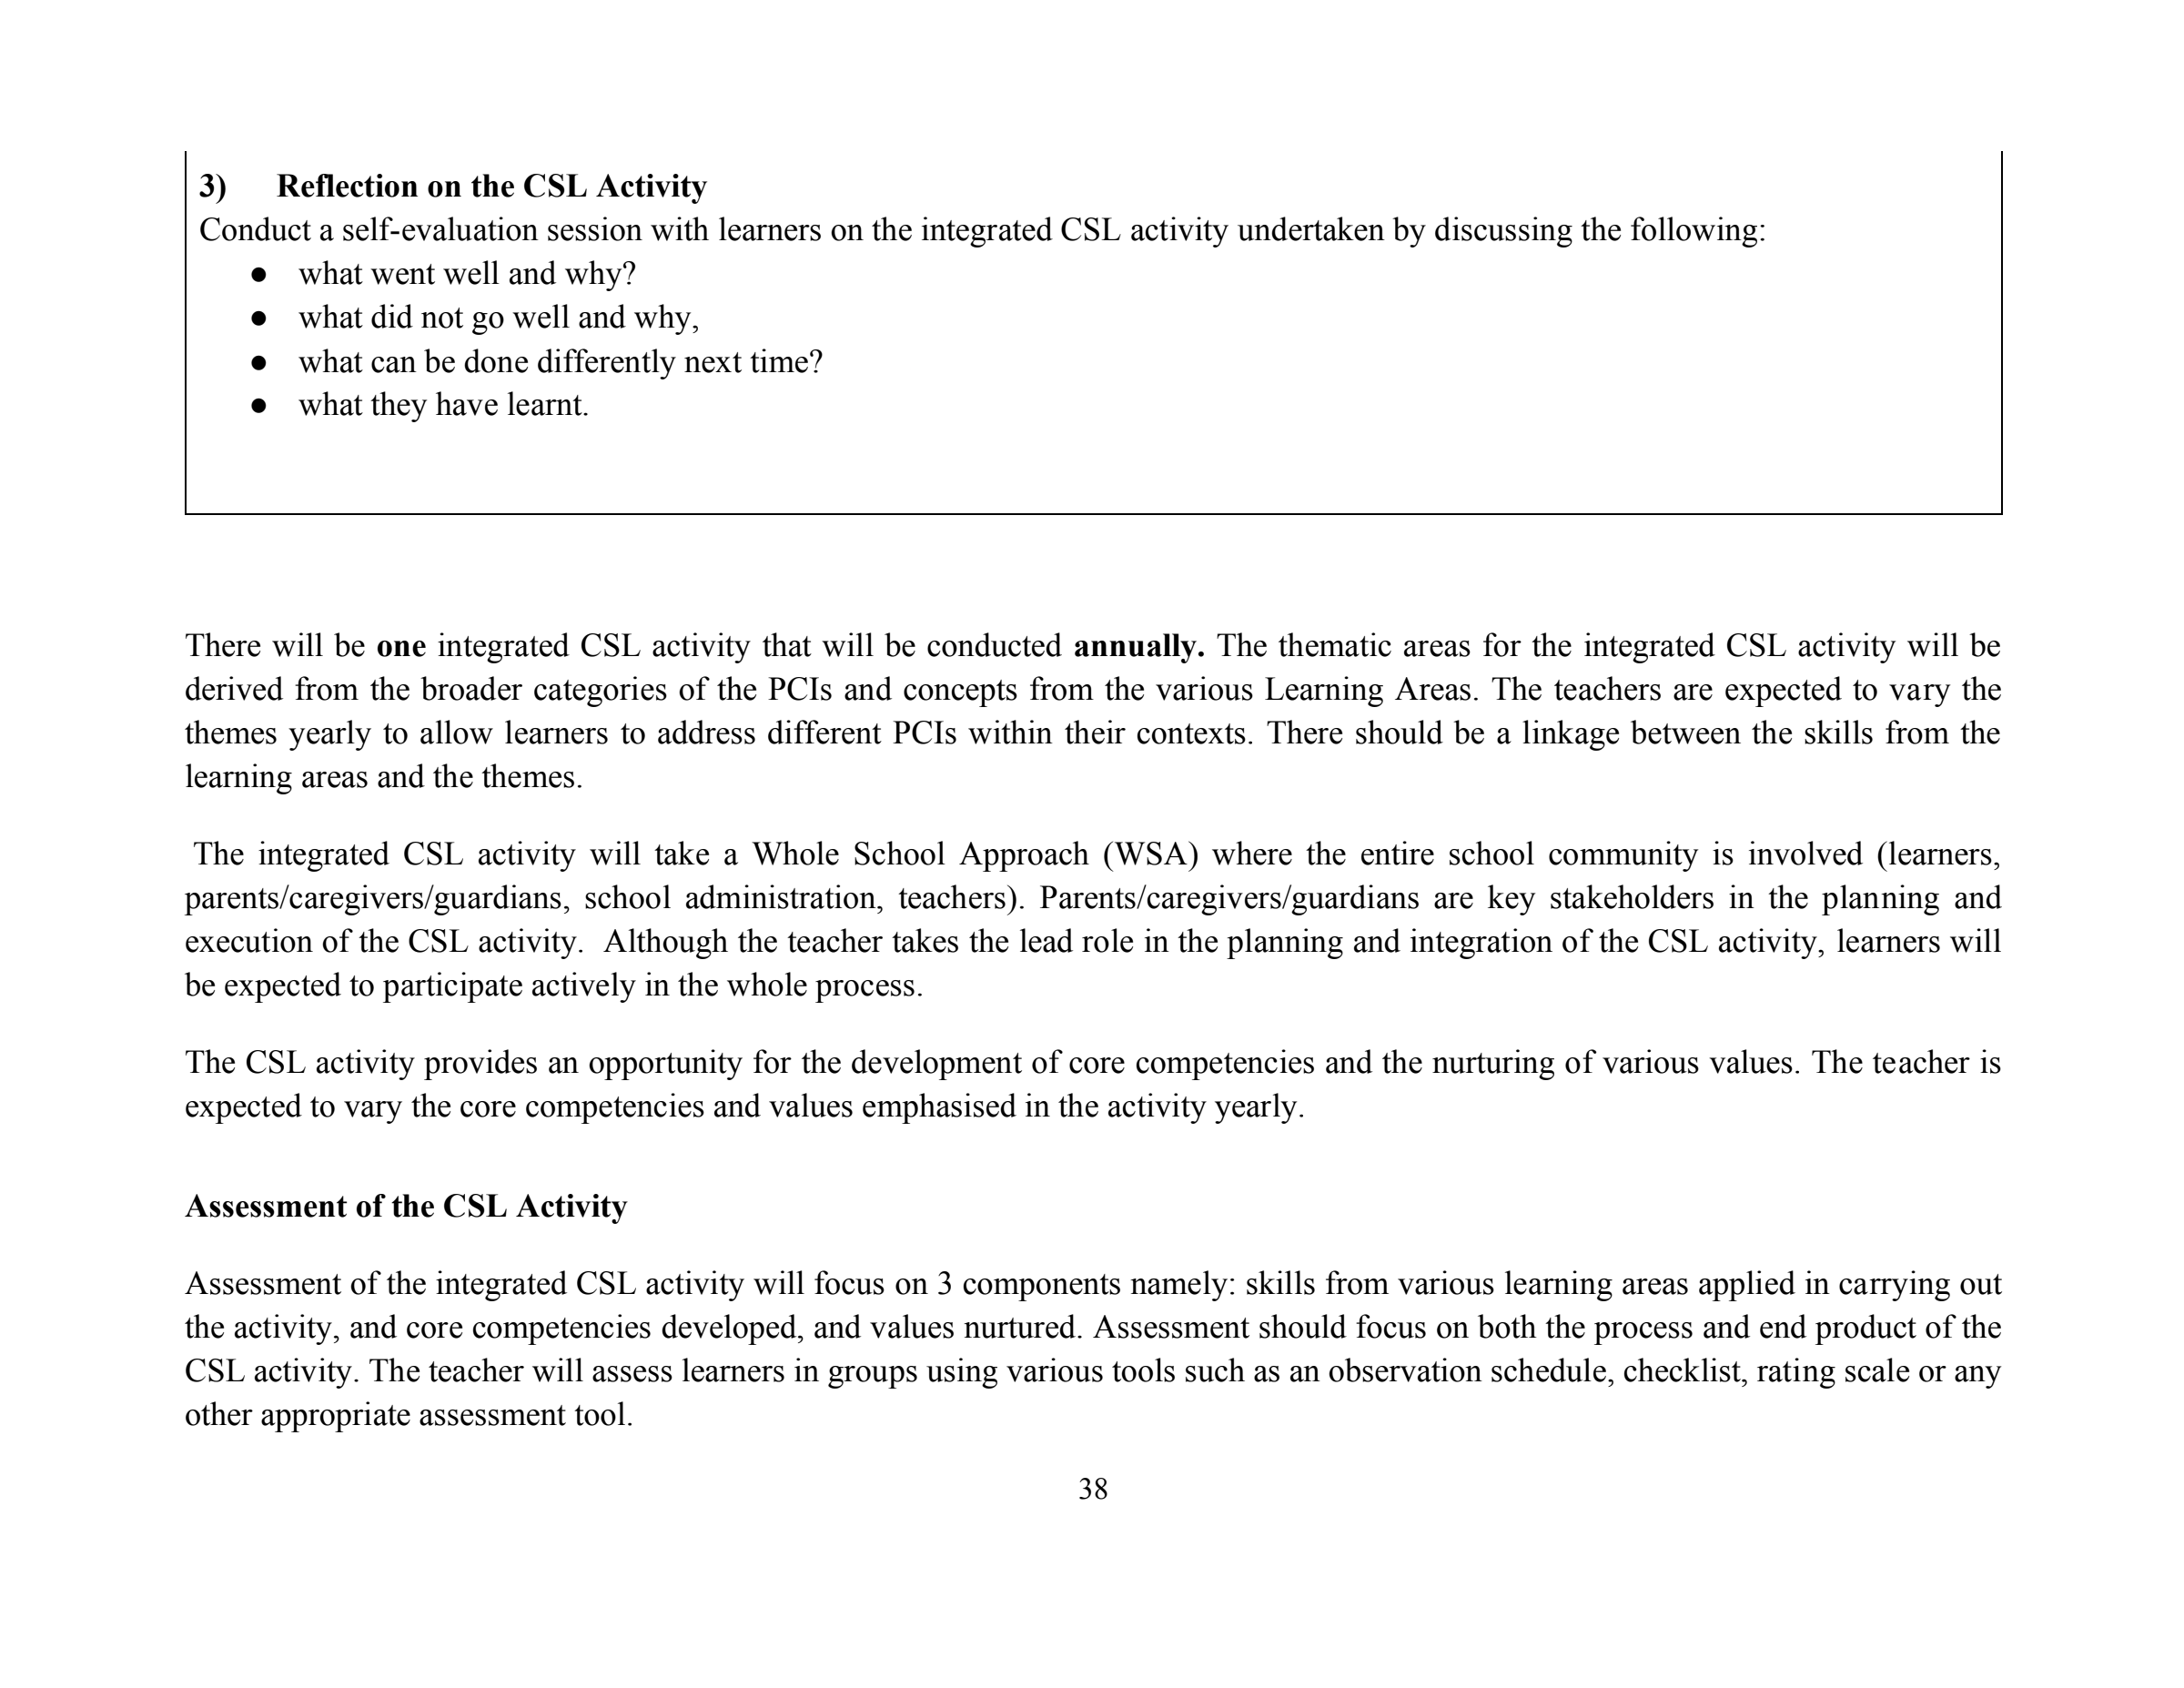 3) Reflection on the CSL Activity
Conduct a self-evaluation session with learners on the integrated CSL activity undertaken by discussing the following:
● what went well and why?
● what did not go well and why,
● what can be done differently next time?
● what they have learnt.
There will be one integrated CSL activity that will be conducted annually. The thematic areas for the integrated CSL activity will be
derived from the broader categories of the PCIs and concepts from the various Learning Areas. The teachers are expected to vary the
themes yearly to allow learners to address different PCIs within their contexts. There should be a linkage between the skills from the
learning areas and the themes.
The integrated CSL activity will take a Whole School Approach (WSA) where the entire school community is involved (learners,
parents/caregivers/guardians, school administration, teachers). Parents/caregivers/guardians are key stakeholders in the planning and
execution of the CSL activity. Although the teacher takes the lead role in the planning and integration of the CSL activity, learners will
be expected to participate actively in the whole process.
The CSL activity provides an opportunity for the development of core competencies and the nurturing of various values. The teacher is
expected to vary the core competencies and values emphasised in the activity yearly.
Assessment of the CSL Activity
Assessment of the integrated CSL activity will focus on 3 components namely: skills from various learning areas applied in carrying out
the activity, and core competencies developed, and values nurtured. Assessment should focus on both the process and end product of the
CSL activity. The teacher will assess learners in groups using various tools such as an observation schedule, checklist, rating scale or any
other appropriate assessment tool.
38